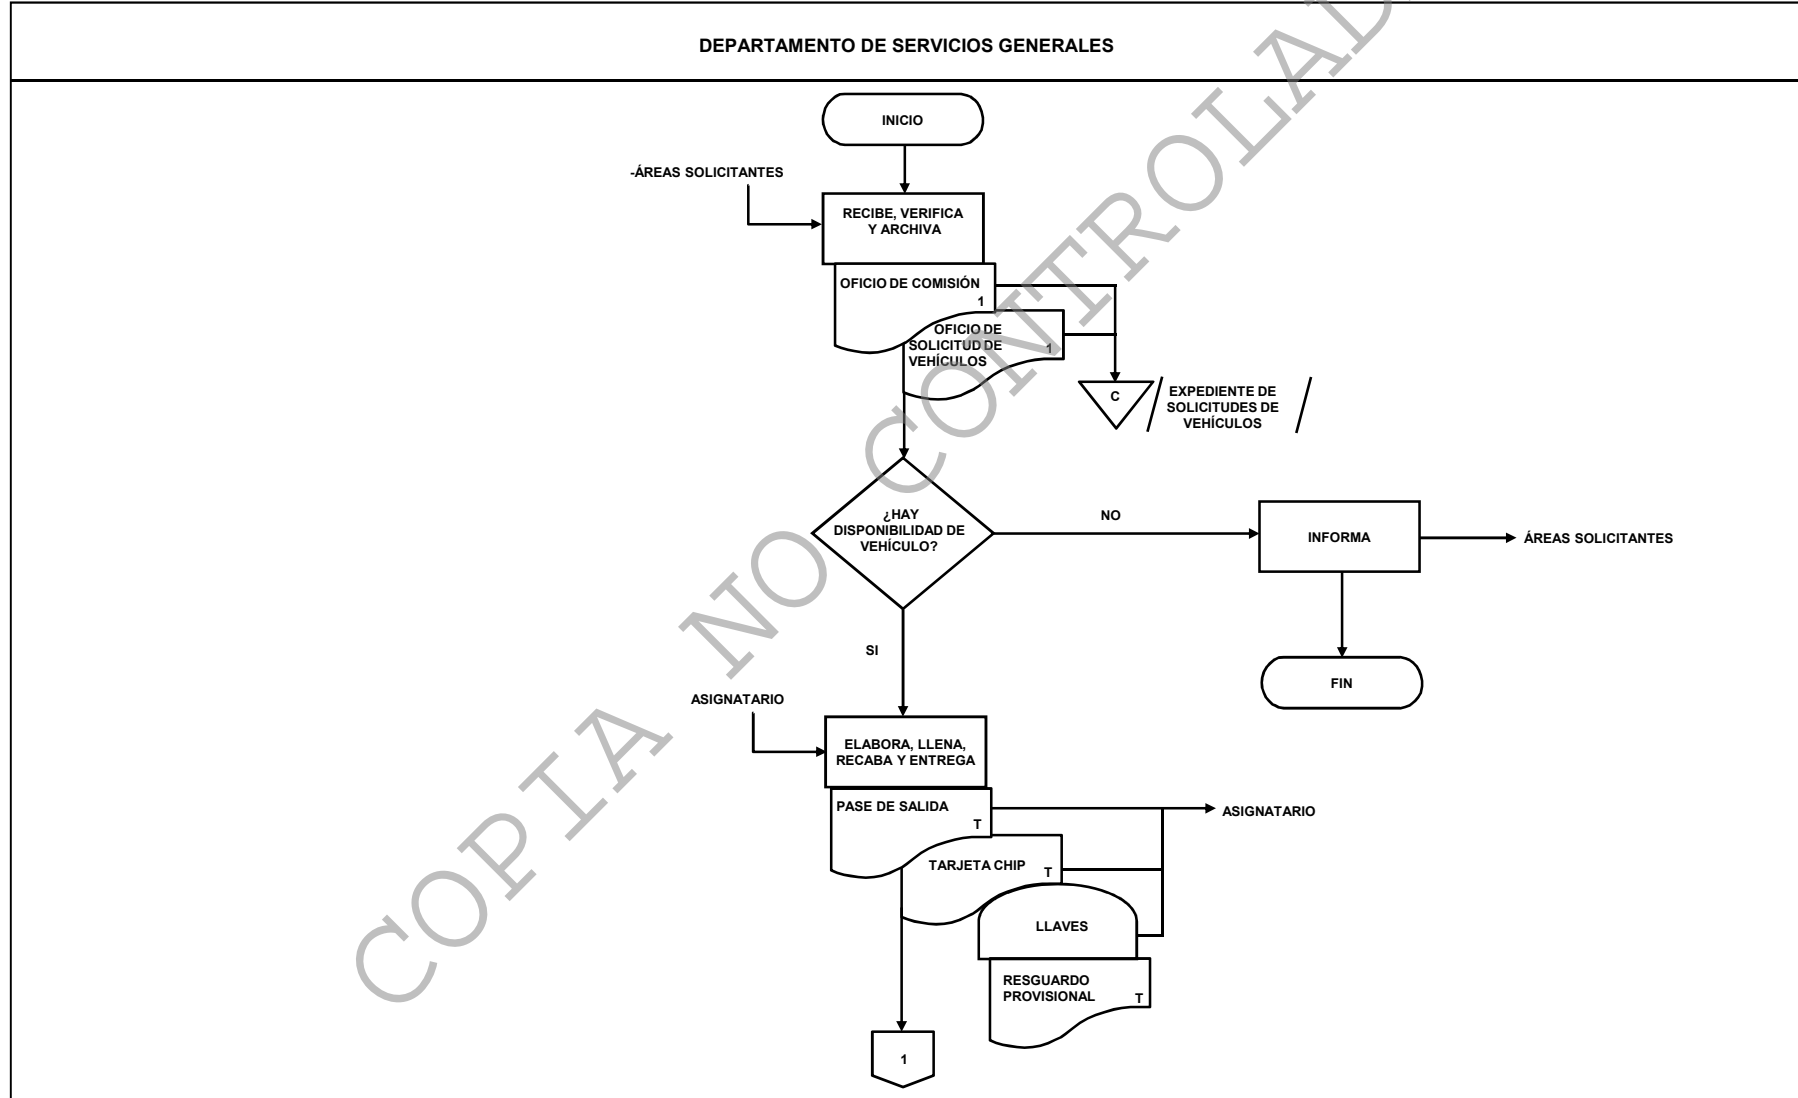 DEPARTAMENTO DE SERVICIOS GENERALES
INICIO
-ÁREAS SOLICITANTES
RECIBE, VERIFICA
Y ARCHIVA
OFICIO DE COMISIÓN
1
OFICIO DE
SOLICITUD DE
VEHÍCULOS
1
C
EXPEDIENTE DE
SOLICITUDES DE
VEHÍCULOS
¿HAY
DISPONIBILIDAD DE
VEHÍCULO?
NO
INFORMA
ÁREAS SOLICITANTES
SI
FIN
ASIGNATARIO
ELABORA, LLENA,
RECABA Y ENTREGA
PASE DE SALIDA
T
ASIGNATARIO
TARJETA CHIP
T
LLAVES
RESGUARDO
PROVISIONAL
T
1
COPIA NO CONTROLAD